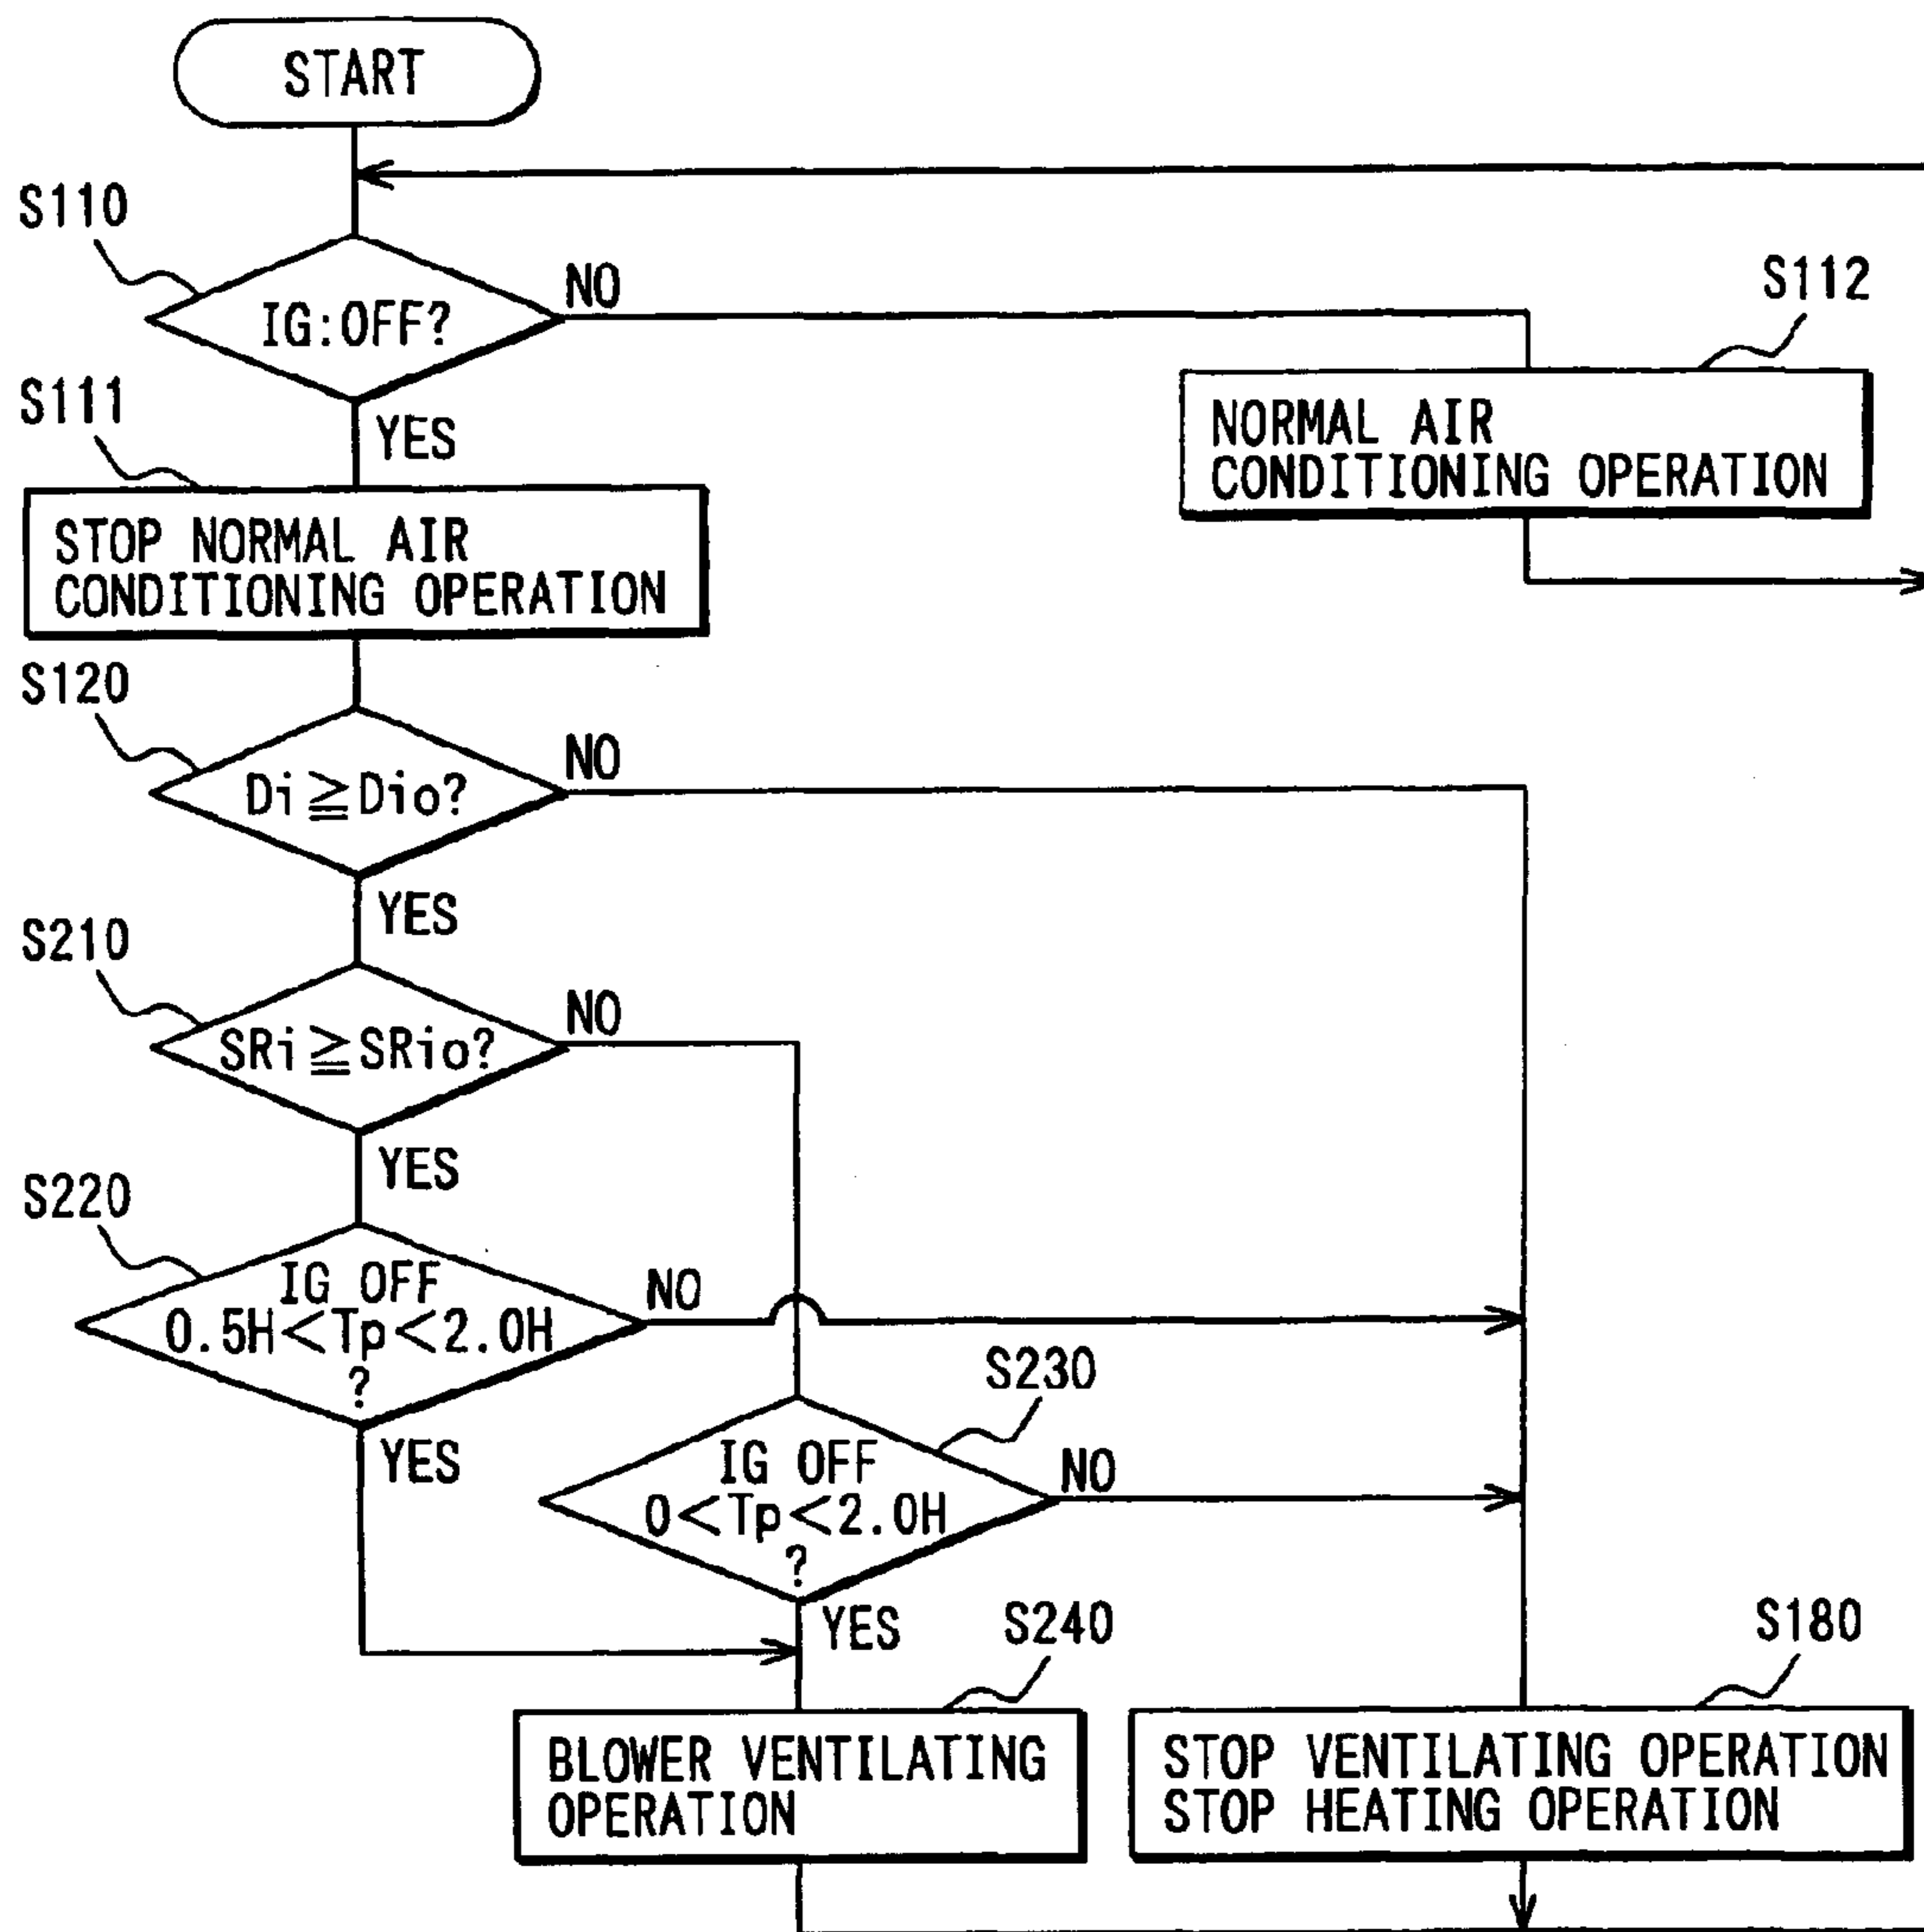 START
S110
IG:OFF?
NO
S112
NORMAL AIR
CONDITIONING OPERATION
YES
S111
STOP NORMAL AIR
CONDITIONING OPERATION
S120
Di≧Dio?
NO
YES
S210
SRi≧SRio?
NO
YES
S220
IG OFF
0.5H<Tp<2.0H
?
NO
YES
S230
IG OFF
0<Tp<2.0H
?
NO
YES
S240
BLOWER VENTILATING
OPERATION
S180
STOP VENTILATING OPERATION
STOP HEATING OPERATION